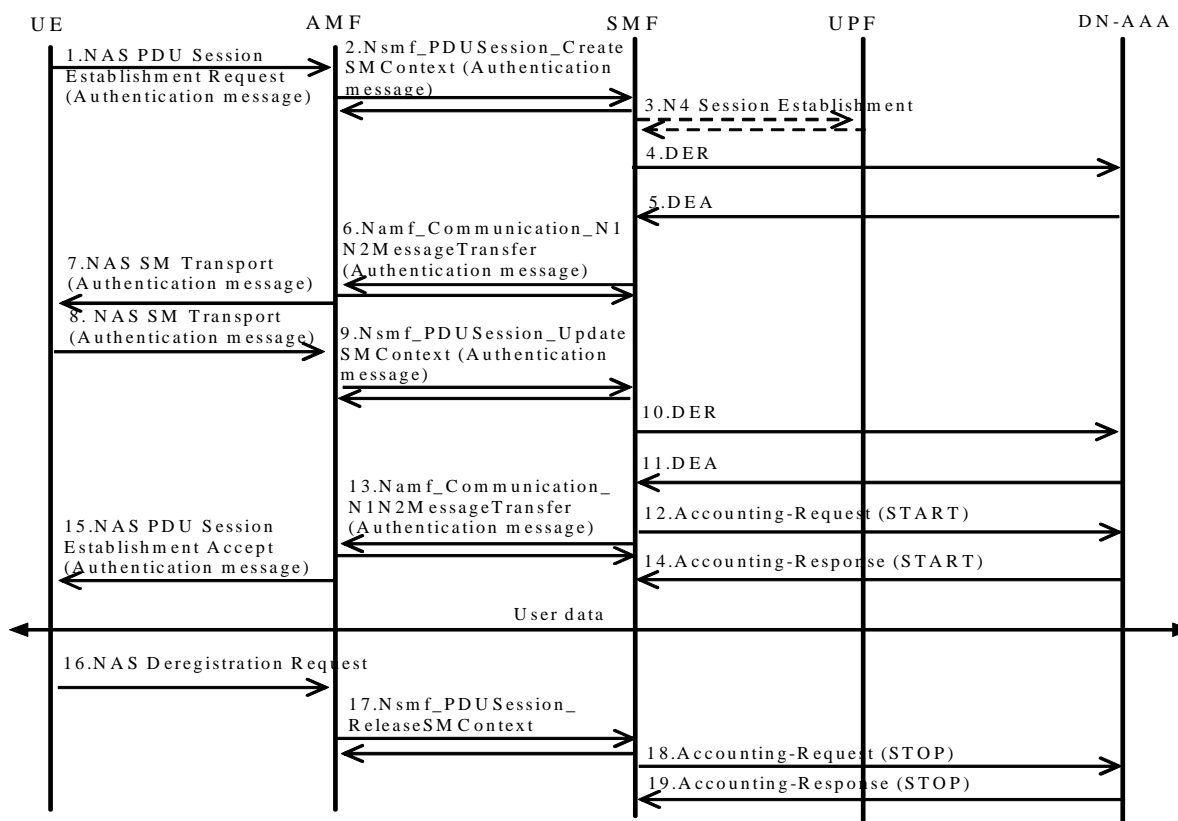 UE
AMF
SMF
UPF
DN-AAA
1.NAS PDU Session
Establishment Request
(Authentication message)
2.Nsmf_PDUSession_Create
SMContext (Authentication
message)
3.N4 Session Establishment
4.DER
5.DEA
6.Namf_Communication_N1
N2MessageTransfer
(Authentication message)
7.NAS SM Transport
(Authentication message)
8. NAS SM Transport
(Authentication message)
9.Nsmf_PDUSession_Update
SMContext (Authentication
message)
10.DER
11.DEA
12.Accounting-Request (START)
13.Namf_Communication_
N1N2MessageTransfer
(Authentication message)
14.Accounting-Response (START)
15.NAS PDU Session
Establishment Accept
(Authentication message)
User data
16.NAS Deregistration Request
17.Nsmf_PDUSession_
ReleaseSMContext
18.Accounting-Request (STOP)
19.Accounting-Response (STOP)